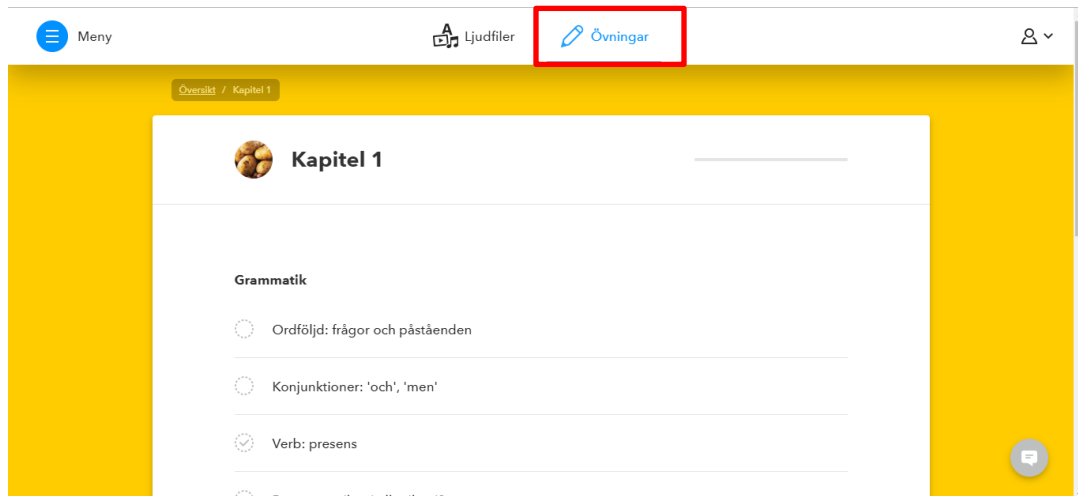 Meny
Ljudfiler
Övningar
Översikt / Kapitel 1
Kapitel 1
Grammatik
Ordföljd: frågor och påståenden
Konjunktioner: 'och', 'men'
Verb: presens